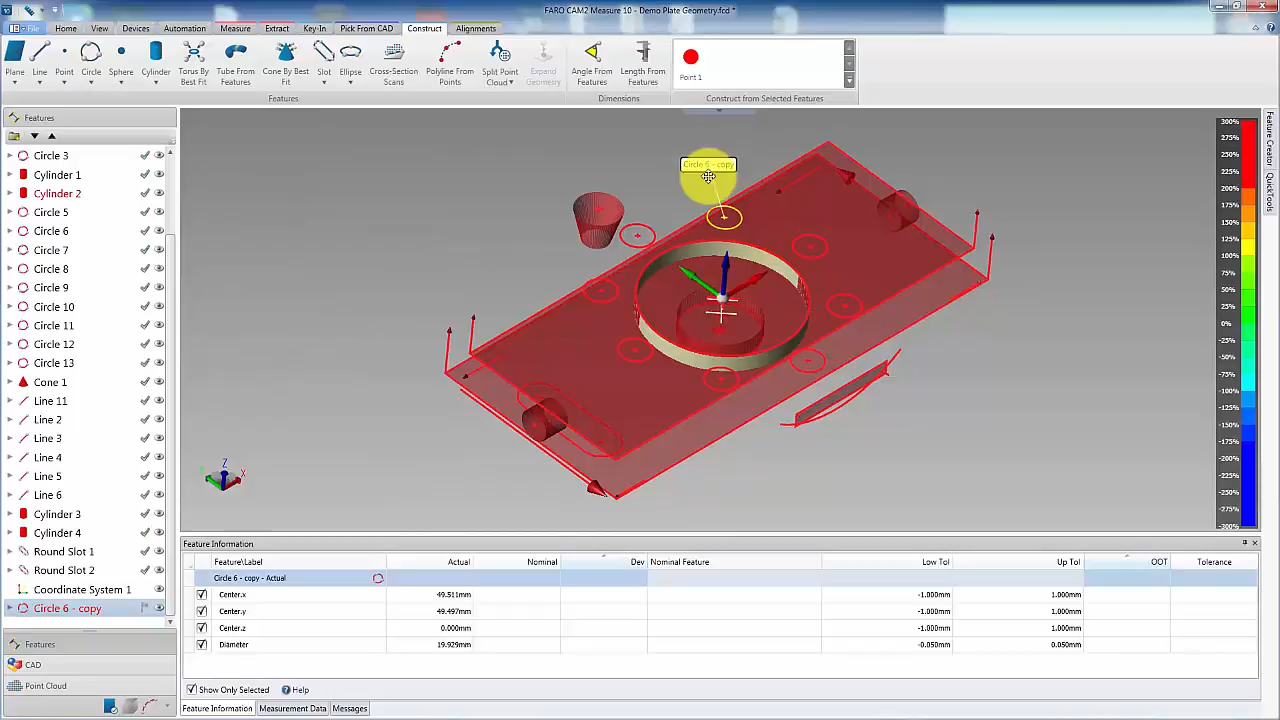 FARO CAM2 Measure 10 - Demo Plate Geometry.fcd *
File Home View Devices Automation Measure Extract Key-In Pick From CAD Construct Alignments
Plane Line Point Circle Sphere Cylinder Torus By Best Fit Tube From Features Cone By Best Fit Slot Ellipse Cross-Section Scans Polyline From Points Split Point Cloud Expand Geometry Angle From Features Length From Features Point 1
Features Dimensions Construct from Selected Features
Features
Circle 3
Cylinder 1
Cylinder 2
Circle 5
Circle 6
Circle 7
Circle 8
Circle 9
Circle 10
Circle 11
Circle 12
Circle 13
Cone 1
Line 11
Line 2
Line 3
Line 4
Line 5
Line 6
Cylinder 3
Cylinder 4
Round Slot 1
Round Slot 2
Coordinate System 1
Circle 6 - copy
Features
CAD
Point Cloud
Circle 6 - copy
Z
X
300%
275%
250%
225%
200%
175%
150%
125%
100%
75%
50%
25%
0%
-25%
-50%
-75%
-100%
-125%
-150%
-175%
-200%
-225%
-250%
-275%
-300%
Feature Creator
QuickTools
Feature Information
Feature\Label Actual Nominal Dev Nominal Feature Low Tol Up Tol OOT Tolerance
Circle 6 - copy - Actual
Center.x 49.511mm -1.000mm 1.000mm
Center.y 49.497mm -1.000mm 1.000mm
Center.z 0.000mm -1.000mm 1.000mm
Diameter 19.929mm -0.050mm 0.050mm
Show Only Selected Help
Feature Information Measurement Data Messages